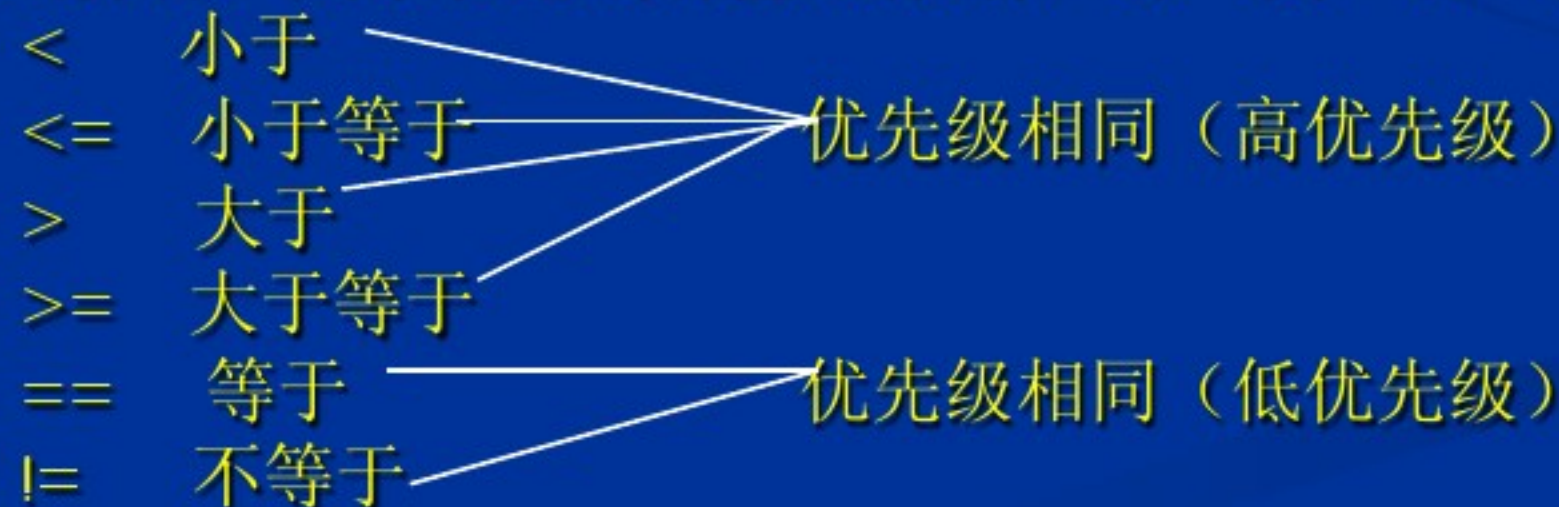 < 小于
<= 小于等于 优先级相同（高优先级）
> 大于
>= 大于等于
== 等于 优先级相同（低优先级）
!= 不等于